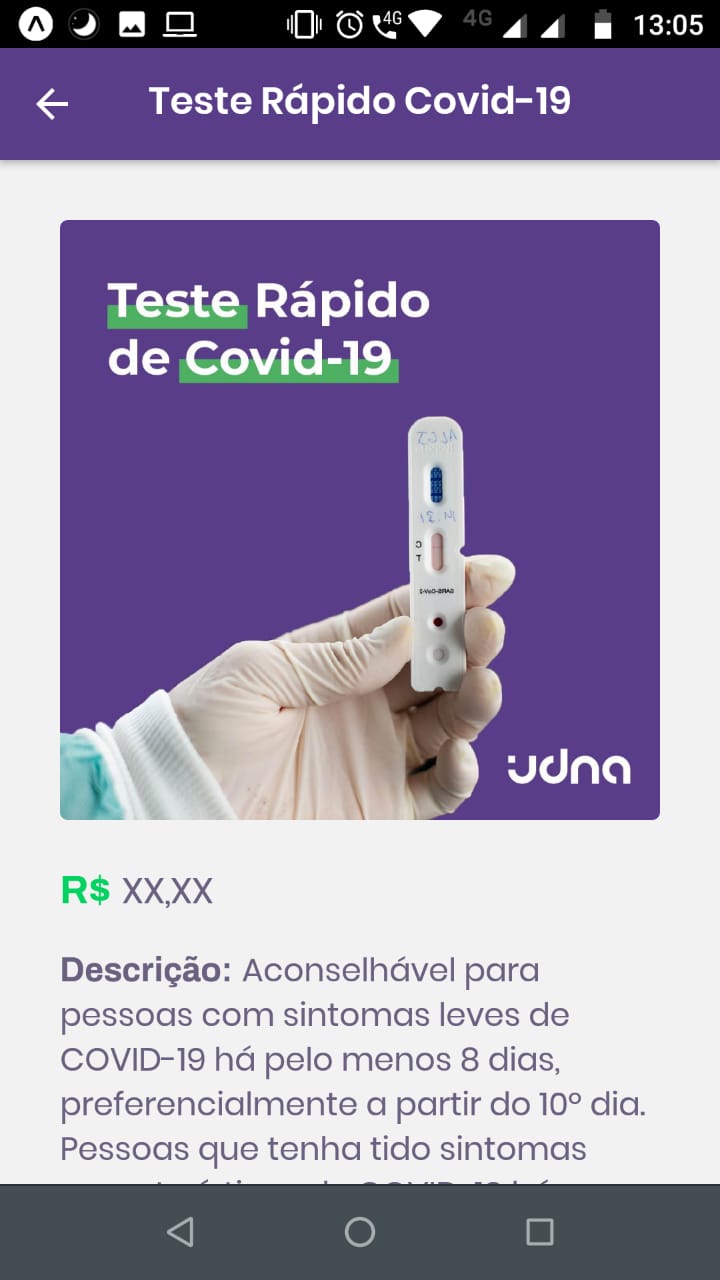 4G
4G
13:05
Teste Rápido Covid-19
Teste Rápido
de Covid-19
C
T
SARS-CoV-2
udna
R$ XX,XX
Descrição: Aconselhável para
pessoas com sintomas leves de
COVID-19 há pelo menos 8 dias,
preferencialmente a partir do 10º dia.
Pessoas que tenha tido sintomas